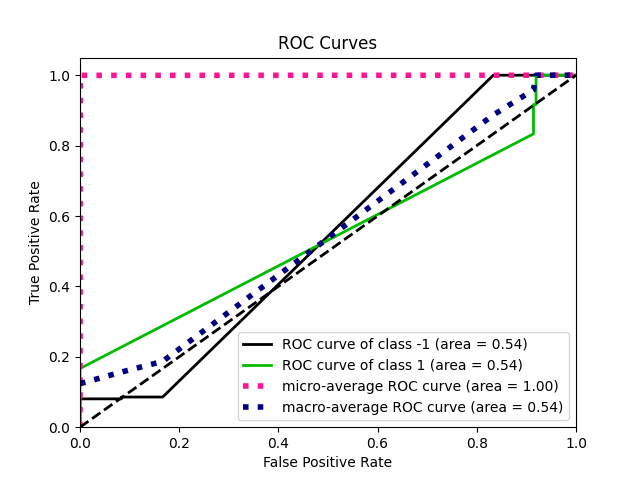 ROC Curves
True Positive Rate
1.0
0.8
0.6
0.4
0.2
0.0
ROC curve of class -1 (area = 0.54)
ROC curve of class 1 (area = 0.54)
micro-average ROC curve (area = 1.00)
macro-average ROC curve (area = 0.54)
0.0 0.2 0.4 0.6 0.8 1.0
False Positive Rate